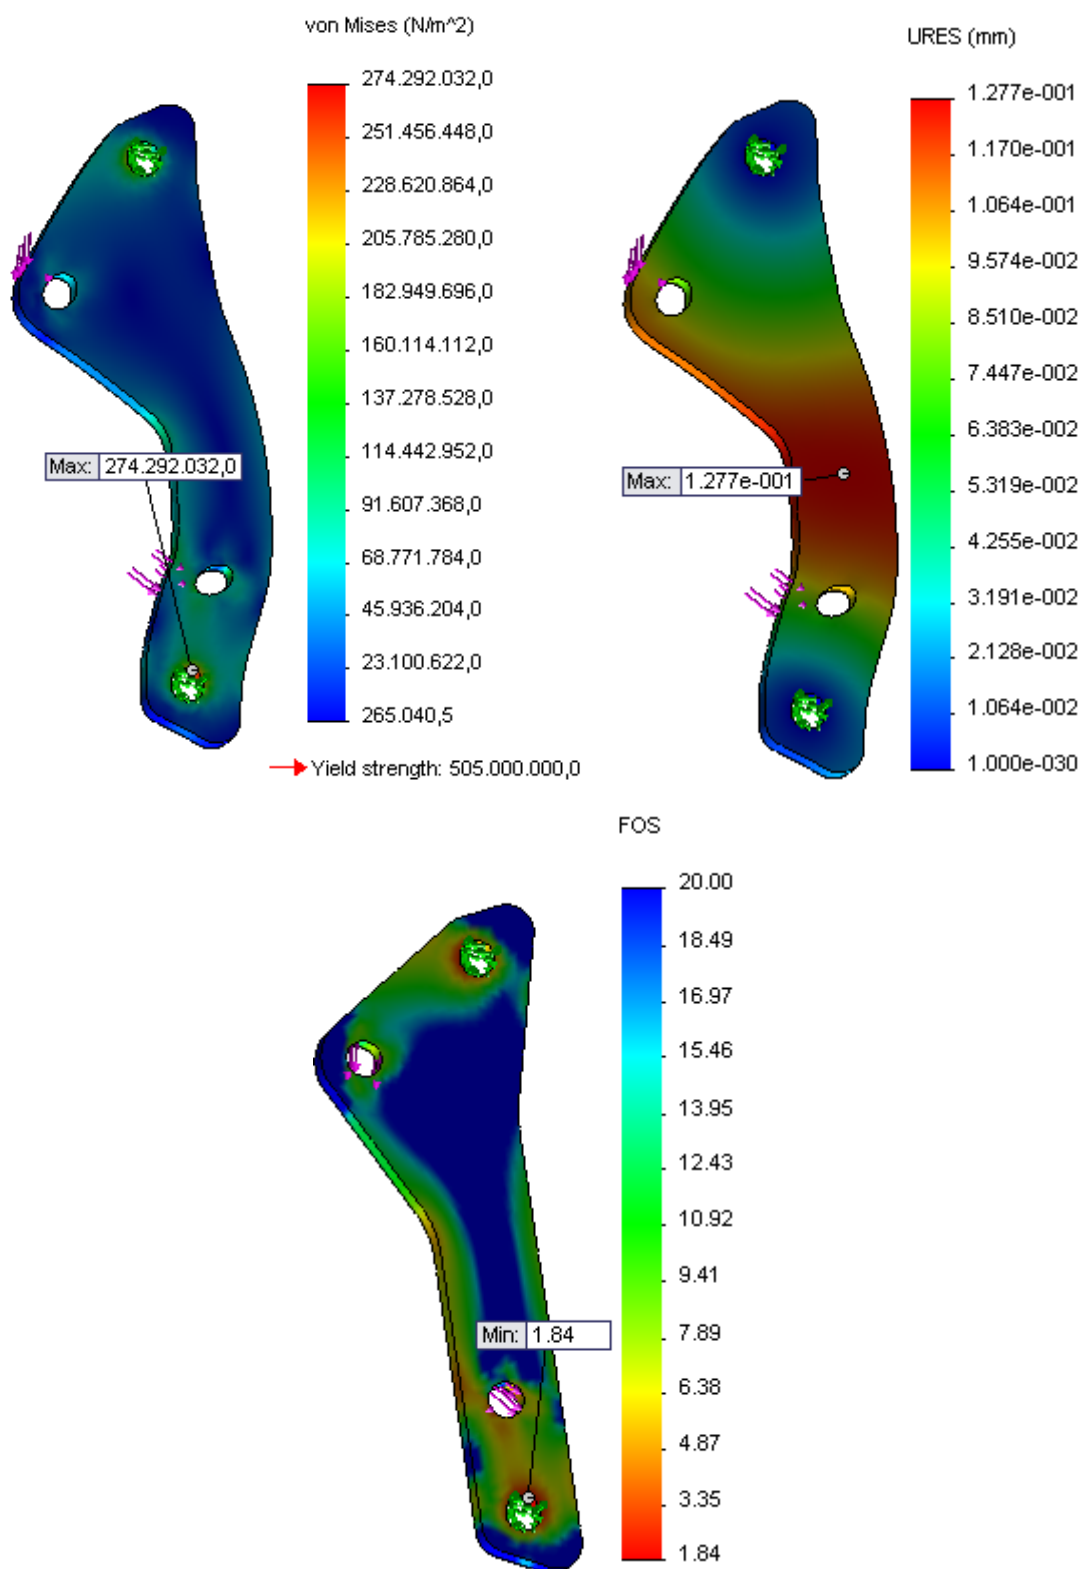 von Mises (N/m^2)
274.292.032,0
251.456.448,0
228.620.864,0
205.785.280,0
182.949.696,0
160.114.112,0
137.278.528,0
114.442.952,0
91.607.368,0
68.771.784,0
45.936.204,0
23.100.622,0
265.040,5
Yield strength: 505.000.000,0
Max: 274.292.032,0
URES (mm)
1.277e-001
1.170e-001
1.064e-001
9.574e-002
8.510e-002
7.447e-002
6.383e-002
5.319e-002
4.255e-002
3.191e-002
2.128e-002
1.064e-002
1.000e-030
Max: 1.277e-001
FOS
20.00
18.49
16.97
15.46
13.95
12.43
10.92
9.41
7.89
6.38
4.87
3.35
1.84
Min: 1.84